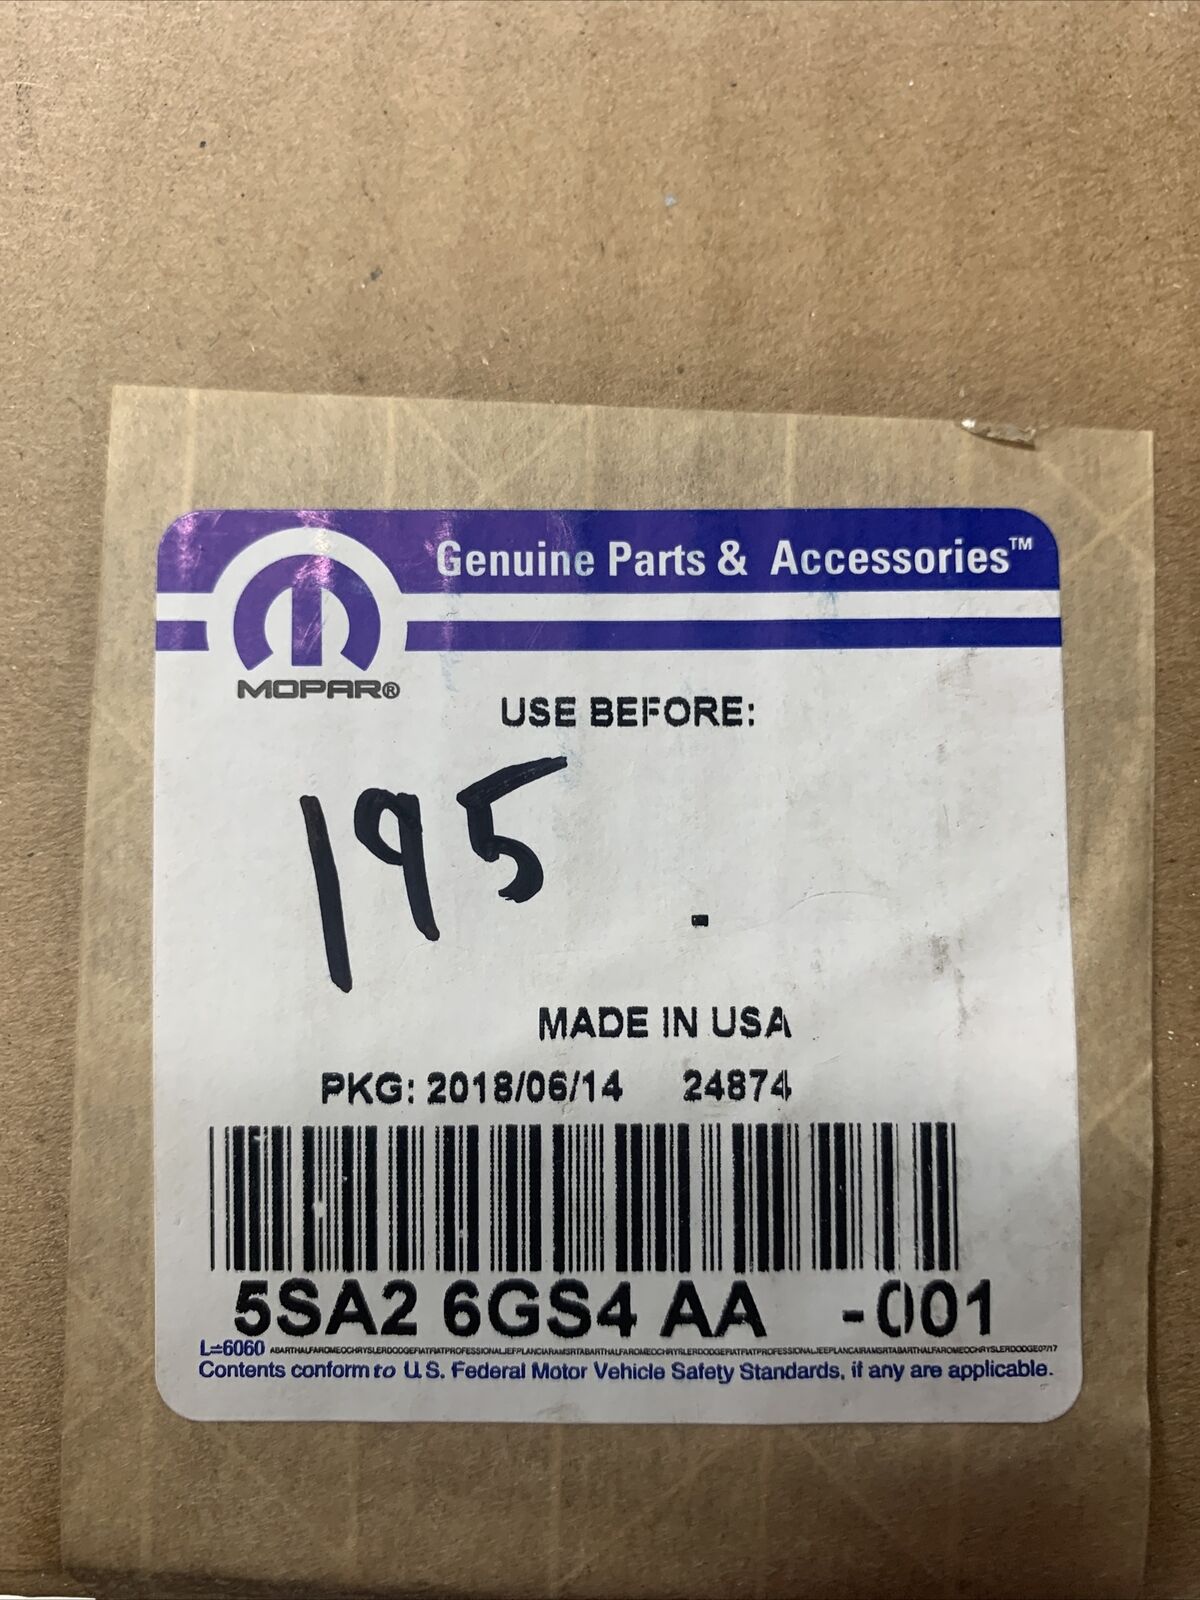 Genuine Parts & Accessories™
MOPAR®
USE BEFORE:
195
MADE IN USA
PKG: 2018/06/14 24874
5SA2 6GS4 AA -001
L=6060
Contents conform to U.S. Federal Motor Vehicle Safety Standards, if any are applicable.